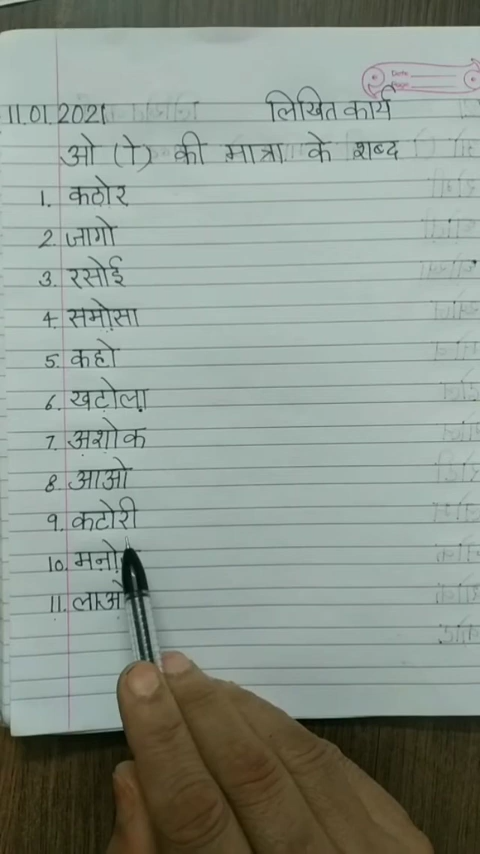 11.01.2021 लिखित कार्य
ओ (ो) की मात्रा के शब्द
1. कठोर
2. जागो
3. रसोई
4. समोसा
5. कहो
6. खटोला
7. अशोक
8. आओ
9. कटोरी
10.
11. लाओ